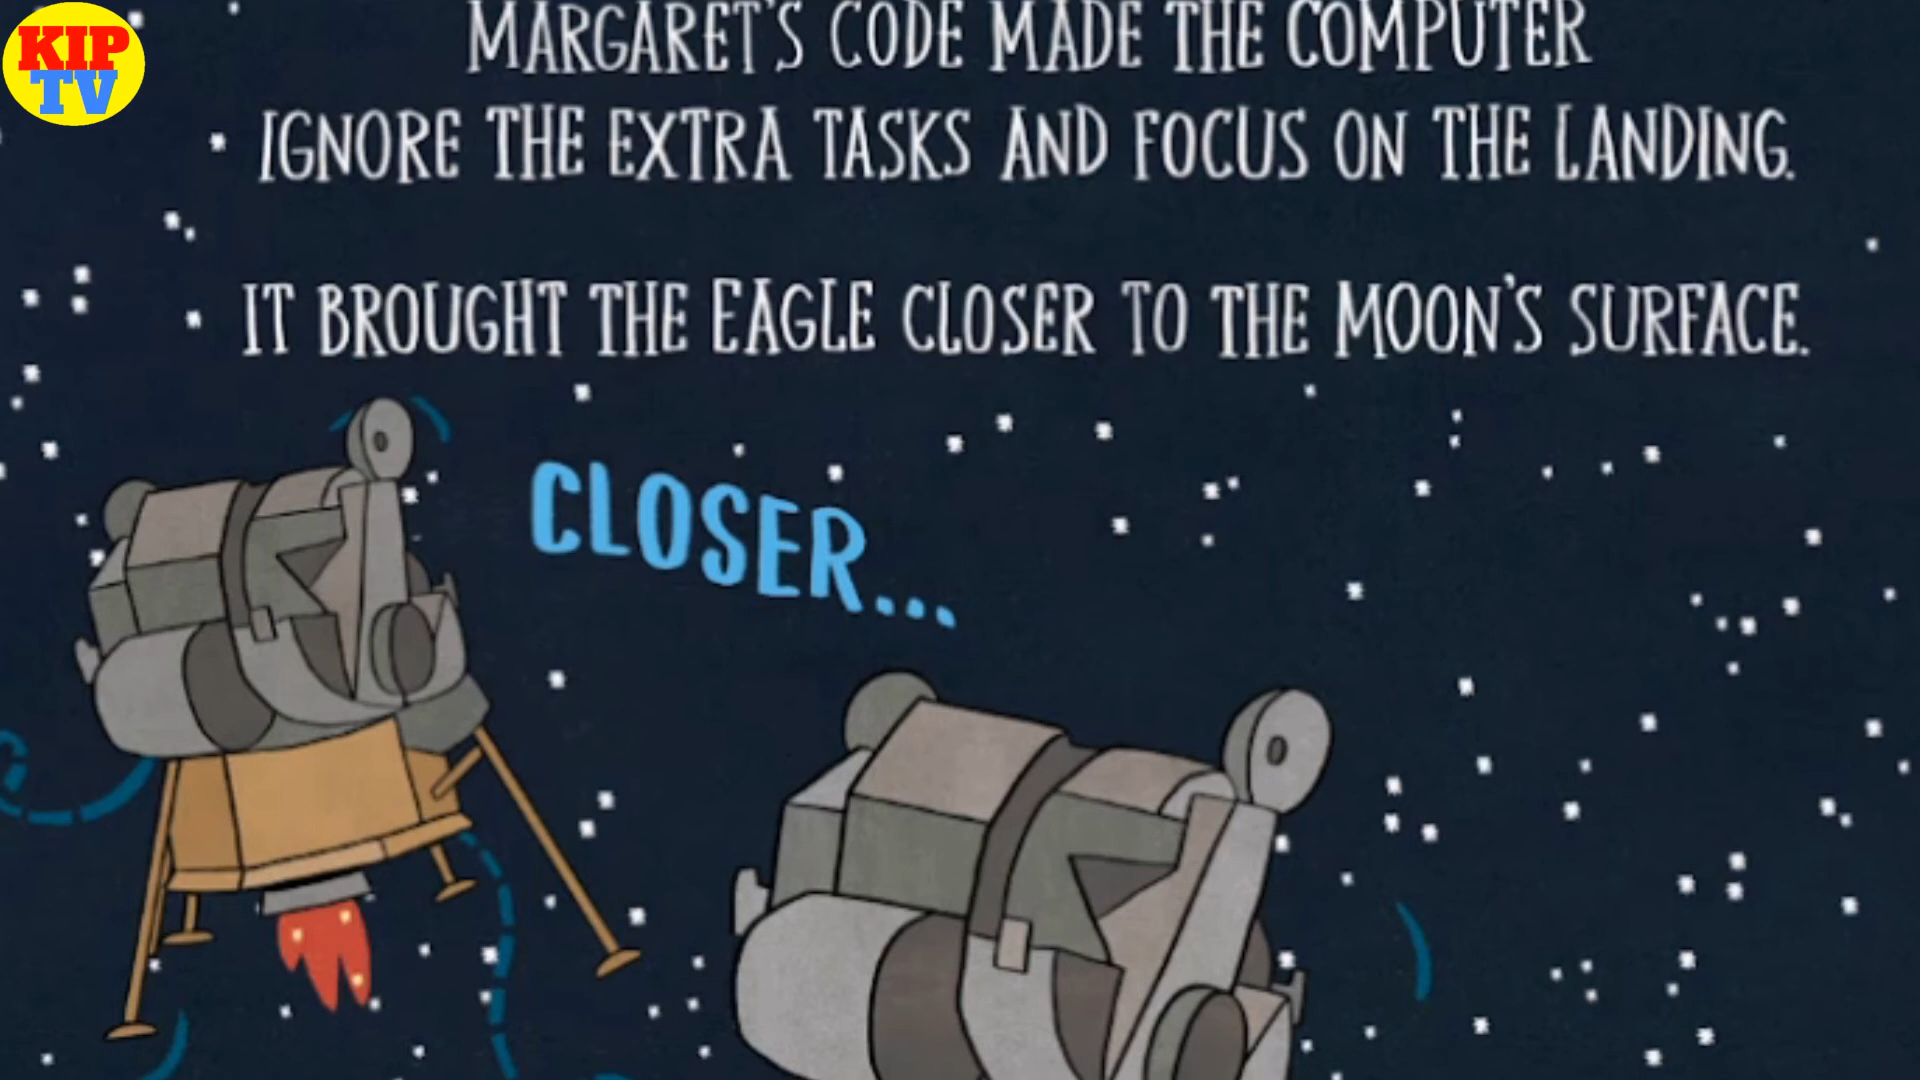 KIP
TV
MARGARET'S CODE MADE THE COMPUTER
IGNORE THE EXTRA TASKS AND FOCUS ON THE LANDING.
IT BROUGHT THE EAGLE CLOSER TO THE MOON'S SURFACE.
CLOSER...